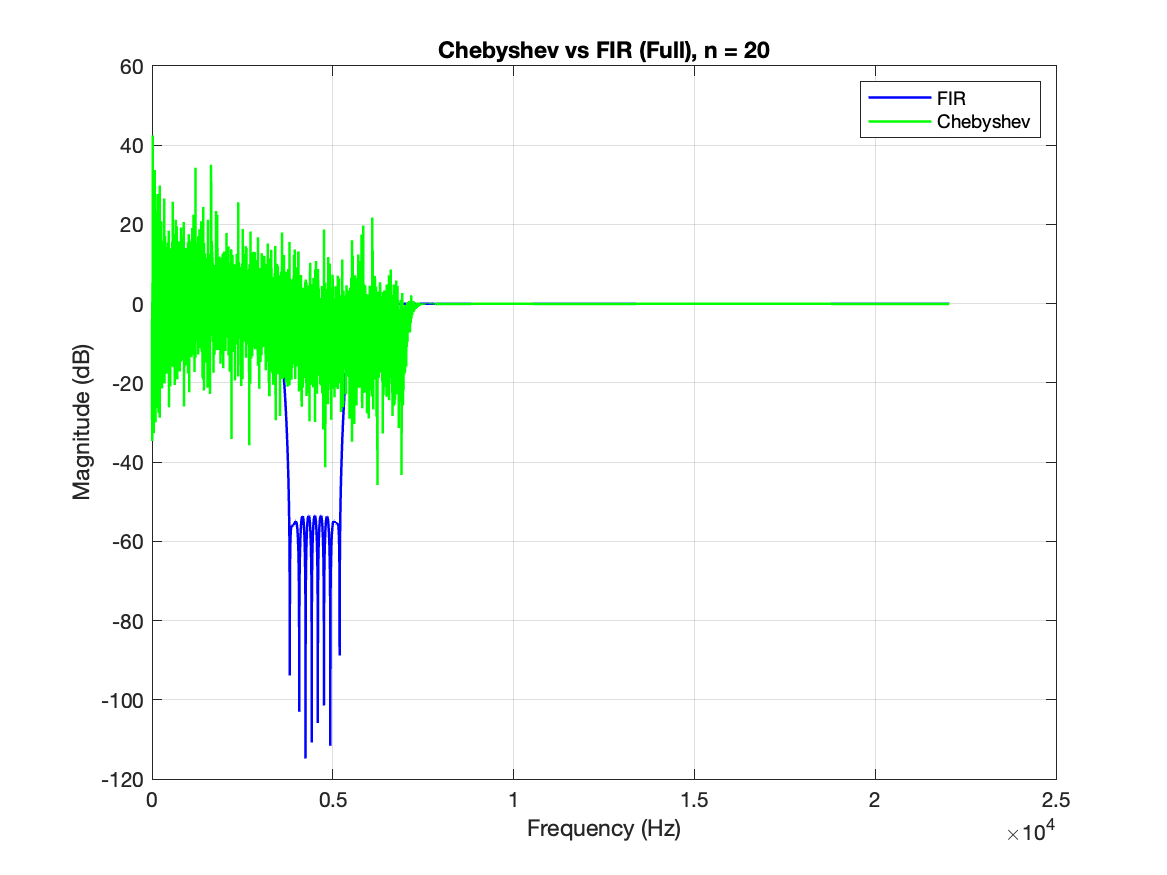 Chebyshev vs FIR (Full), n = 20
FIR
Chebyshev
Magnitude (dB)
60
40
20
0
-20
-40
-60
-80
-100
-120
0 0.5 1 1.5 2 2.5
Frequency (Hz)
×10⁴